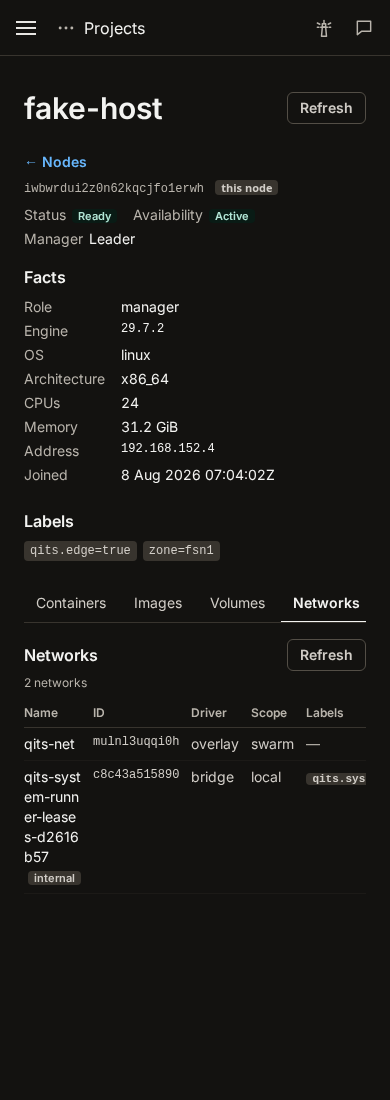 Projects
fake-host
Refresh
← Nodes
iwbwrdui2z0n62kqcjfo1erwh this node
Status Ready Availability Active
Manager Leader
Facts
Role manager
Engine 29.7.2
OS linux
Architecture x86_64
CPUs 24
Memory 31.2 GiB
Address 192.168.152.4
Joined 8 Aug 2026 07:04:02Z
Labels
qits.edge=true zone=fsn1
Containers Images Volumes Networks
Networks
Refresh
2 networks
Name ID Driver Scope Labels
qits-net mulnl3uqqi0h overlay swarm —
qits-syst c8c43a515890 bridge local qits.sys
em-runn
er-lease
s-d2616
b57
internal